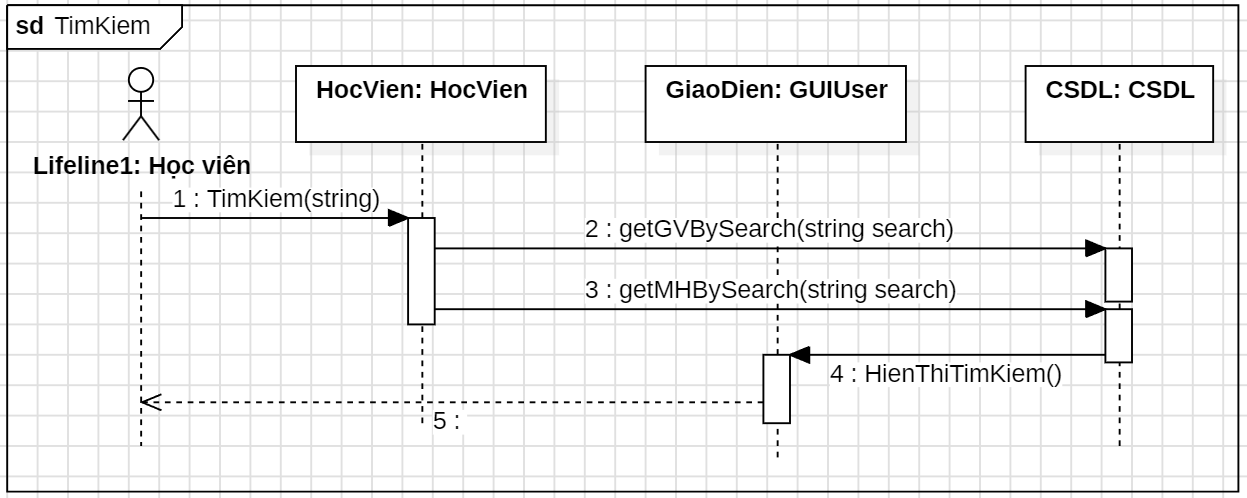 sd TimKiem
HocVien: HocVien
GiaoDien: GUIUser
CSDL: CSDL
Lifeline1: Học viên
1 : TimKiem(string)
2 : getGVBySearch(string search)
3 : getMHBySearch(string search)
4 : HienThiTimKiem()
5 :